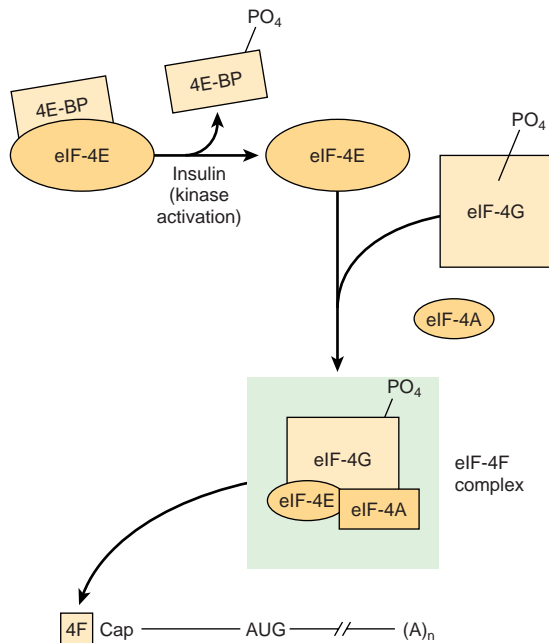 PO4
4E-BP
4E-BP
eIF-4E
Insulin
(kinase
activation)
eIF-4E
PO4
eIF-4G
eIF-4A
PO4
eIF-4G
eIF-4E
eIF-4A
eIF-4F
complex
4F Cap AUG (A)n